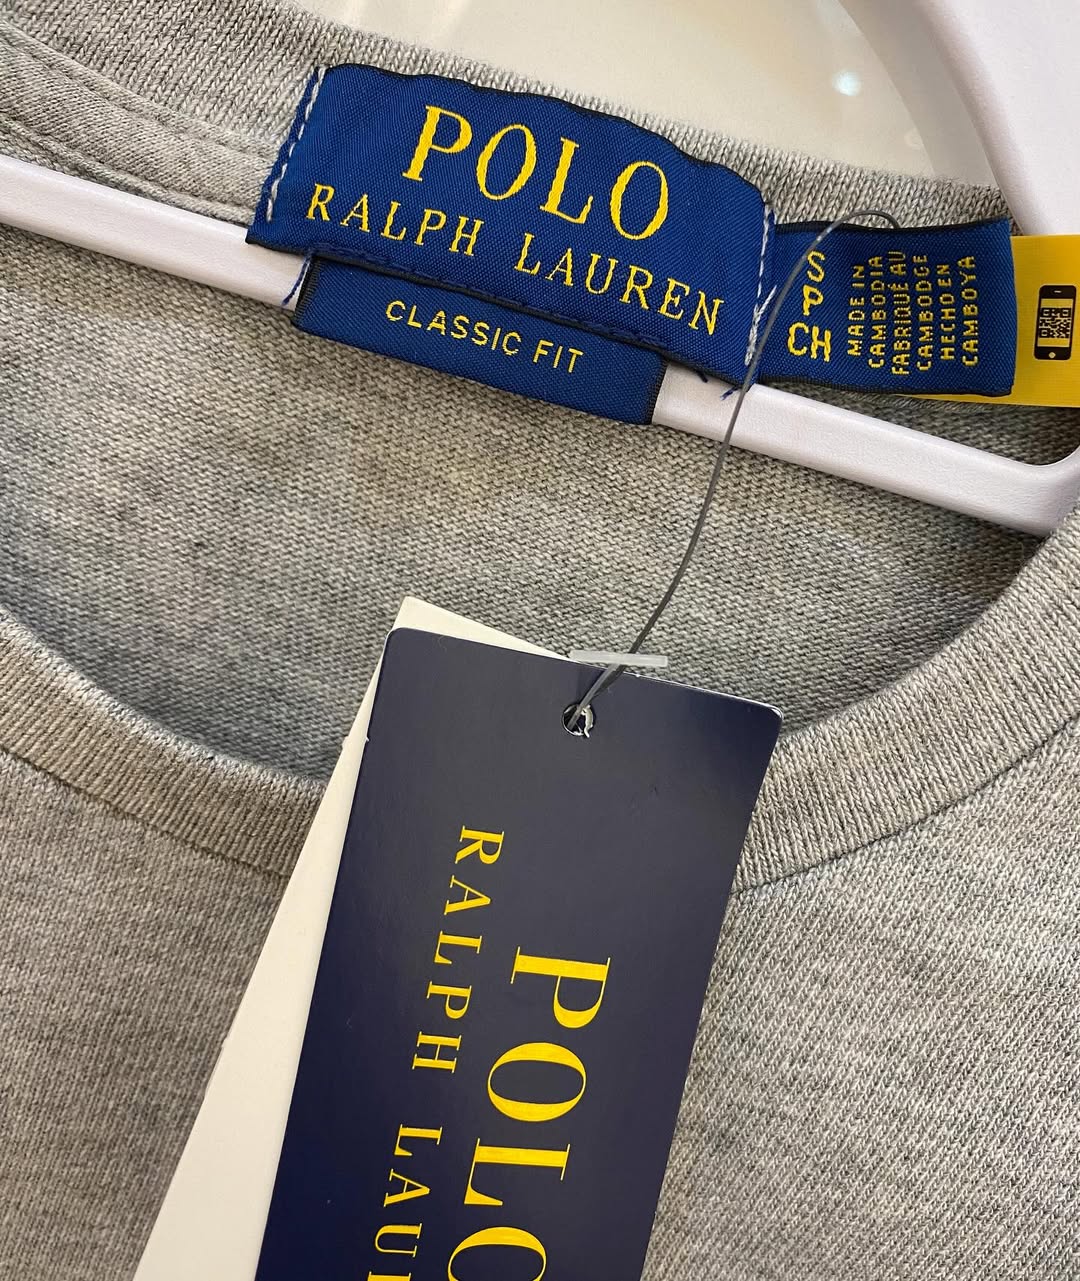 POLO
RALPH LAUREN
CLASSIC FIT
S
P
CH
MADE IN
CAMBODIA
FABRIQUÉ AU
CAMBODGE
HECHO EN
CAMBOYA
POLO
RALPH LAU